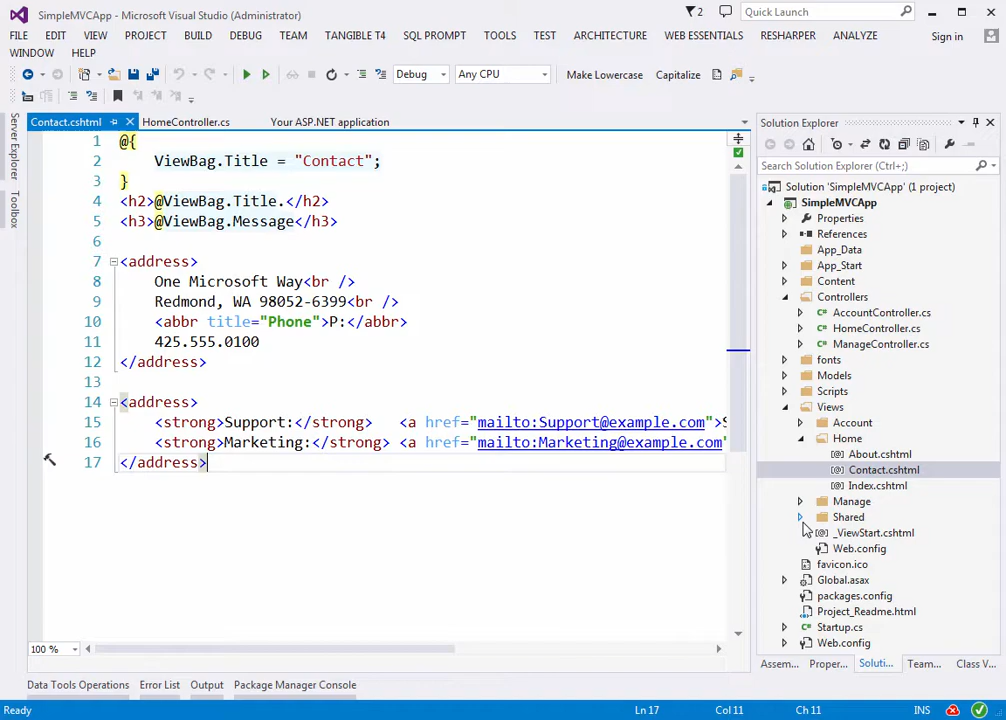 SimpleMVCApp - Microsoft Visual Studio (Administrator)
2
Quick Launch
FILE EDIT VIEW PROJECT BUILD DEBUG TEAM TANGIBLE T4 SQL PROMPT TOOLS TEST ARCHITECTURE WEB ESSENTIALS RESHARPER ANALYZE Sign in
WINDOW HELP
Debug Any CPU Make Lowercase Capitalize
Server Explorer
Toolbox
Contact.cshtml HomeController.cs Your ASP.NET application
1 @{
2 ViewBag.Title = "Contact";
3 }
4 <h2>@ViewBag.Title.</h2>
5 <h3>@ViewBag.Message</h3>
6
7 <address>
8 One Microsoft Way<br />
9 Redmond, WA 98052-6399<br />
10 <abbr title="Phone">P:</abbr>
11 425.555.0100
12 </address>
13
14 <address>
15 <strong>Support:</strong> <a href="mailto:Support@example.com">S
16 <strong>Marketing:</strong> <a href="mailto:Marketing@example.com"
17 </address>
100 %
Solution Explorer
Search Solution Explorer (Ctrl+;)
Solution 'SimpleMVCApp' (1 project)
SimpleMVCApp
Properties
References
App_Data
App_Start
Content
Controllers
C# AccountController.cs
C# HomeController.cs
C# ManageController.cs
fonts
Models
Scripts
Views
Account
Home
[@] About.cshtml
[@] Contact.cshtml
[@] Index.cshtml
Manage
Shared
[@] _ViewStart.cshtml
Web.config
favicon.ico
Global.asax
packages.config
Project_Readme.html
C# Startup.cs
Web.config
Assem... Proper... Soluti... Team... Class V...
Data Tools Operations Error List Output Package Manager Console
Ready Ln 17 Col 11 Ch 11 INS